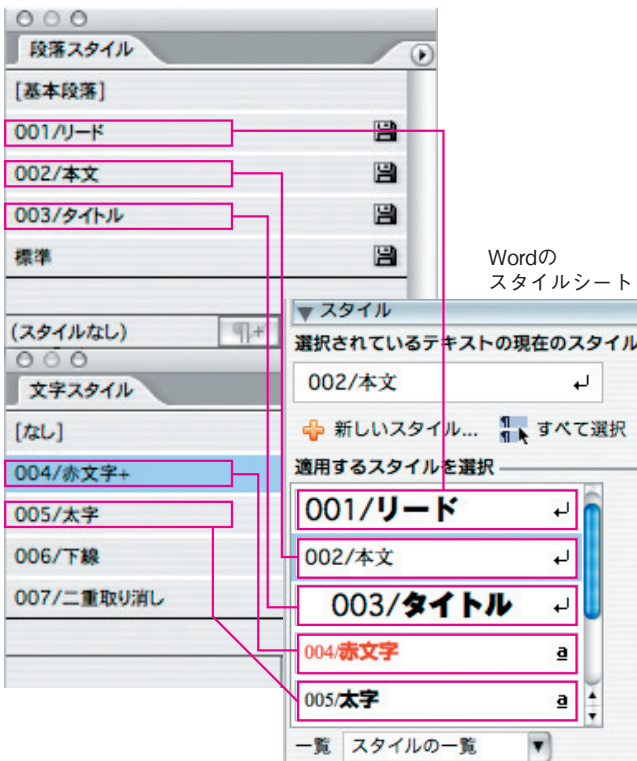 段落スタイル
[基本段落]
001/リード
002/本文
003/タイトル
標準
(スタイルなし)
文字スタイル
[なし]
004/赤文字+
005/太字
006/下線
007/二重取り消し
Wordの
スタイルシート
スタイル
選択されているテキストの現在のスタイル
002/本文
新しいスタイル... すべて選択
適用するスタイルを選択
001/リード
002/本文
003/タイトル
004/赤文字 a
005/太字 a
一覧 スタイルの一覧